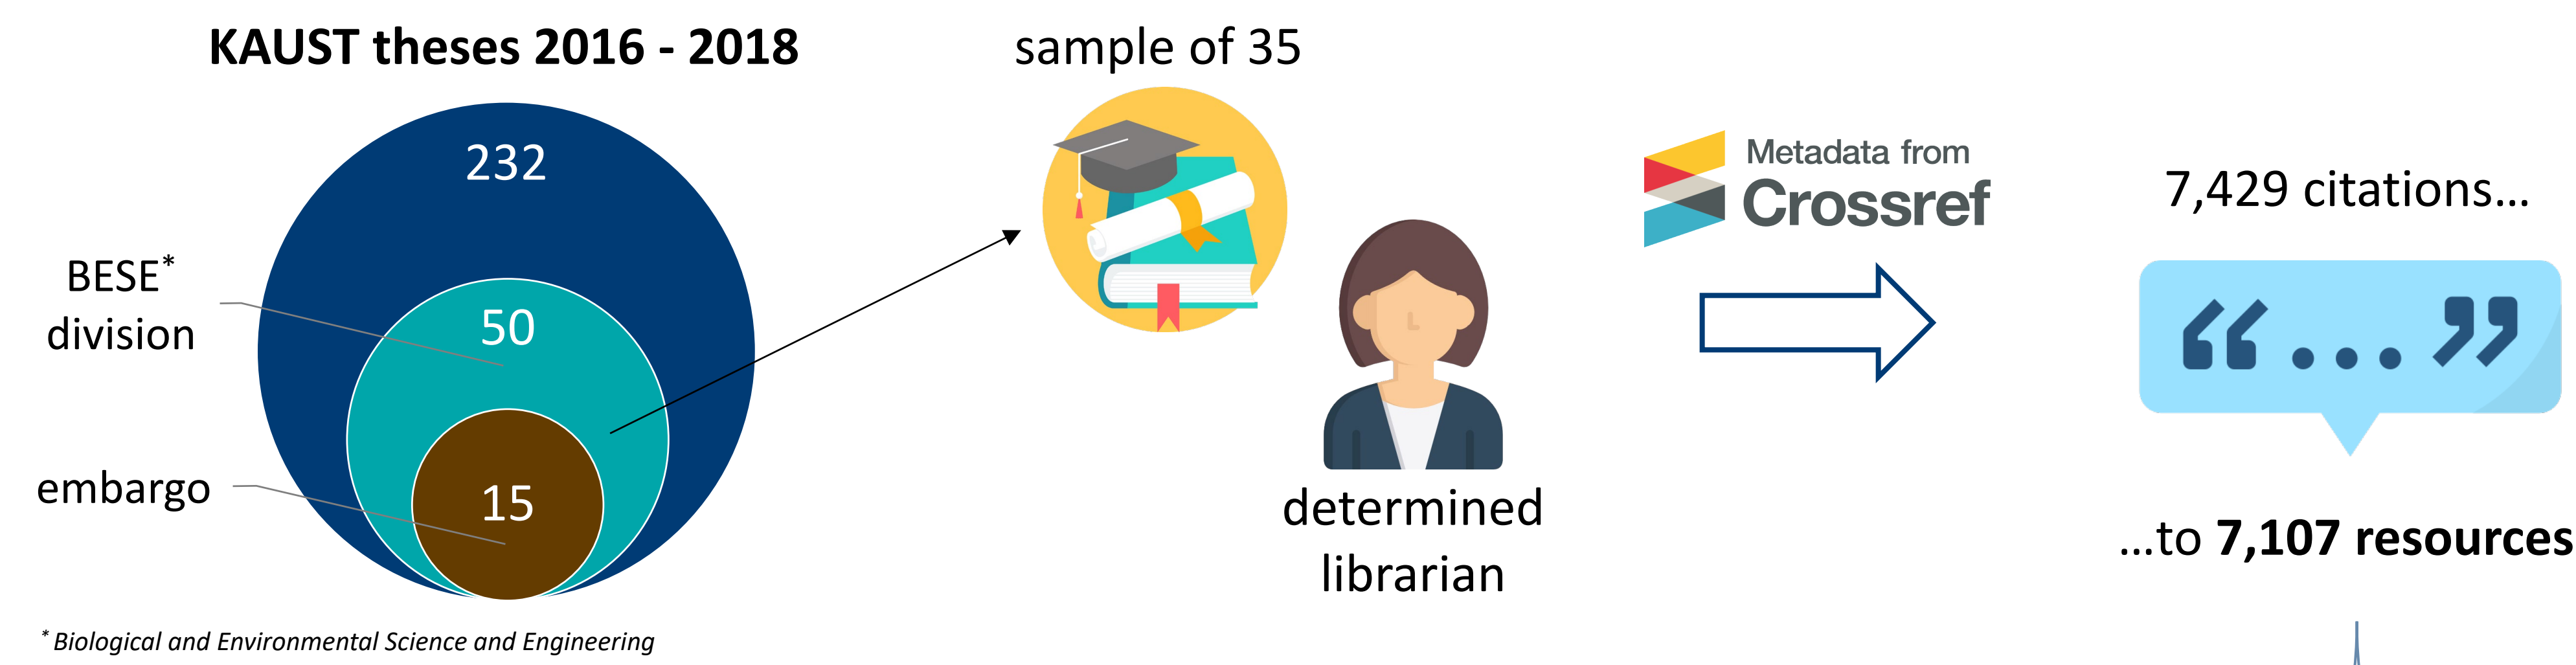 KAUST theses 2016 - 2018
232
BESE*
division
50
embargo
15
* Biological and Environmental Science and Engineering
sample of 35
determined
librarian
Metadata from
Crossref
7,429 citations...
“...”
...to 7,107 resources